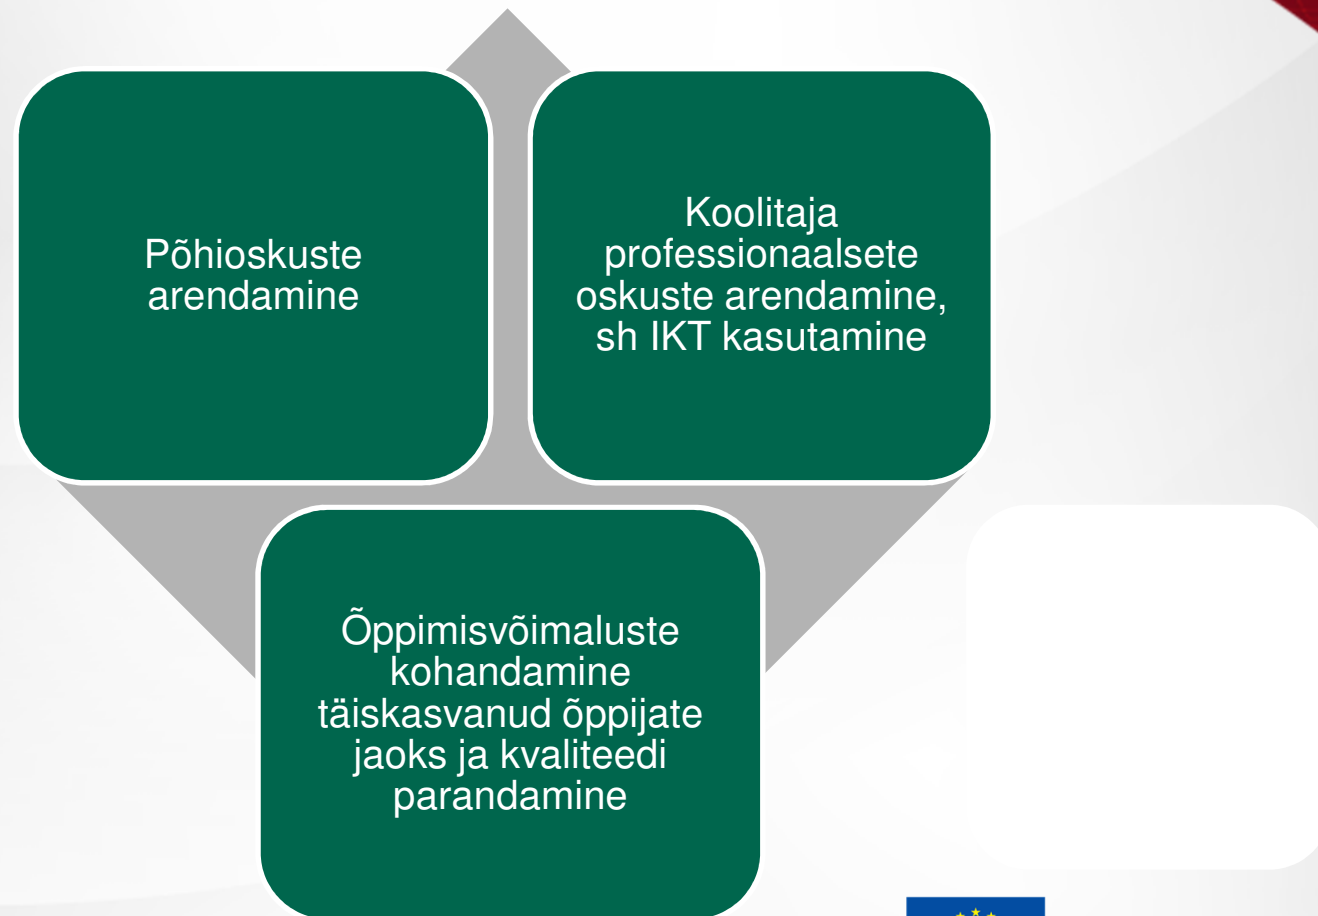 Põhioskuste
arendamine
Koolitaja
professionaalsete
oskuste arendamine,
sh IKT kasutamine
Õppimisvõimaluste
kohandamine
täiskasvanud õppijate
jaoks ja kvaliteedi
parandamine